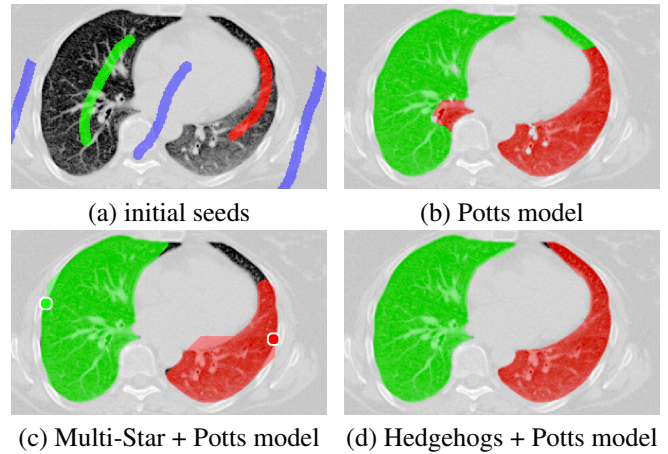 (a) initial seeds
(b) Potts model
(c) Multi-Star + Potts model
(d) Hedgehogs + Potts model